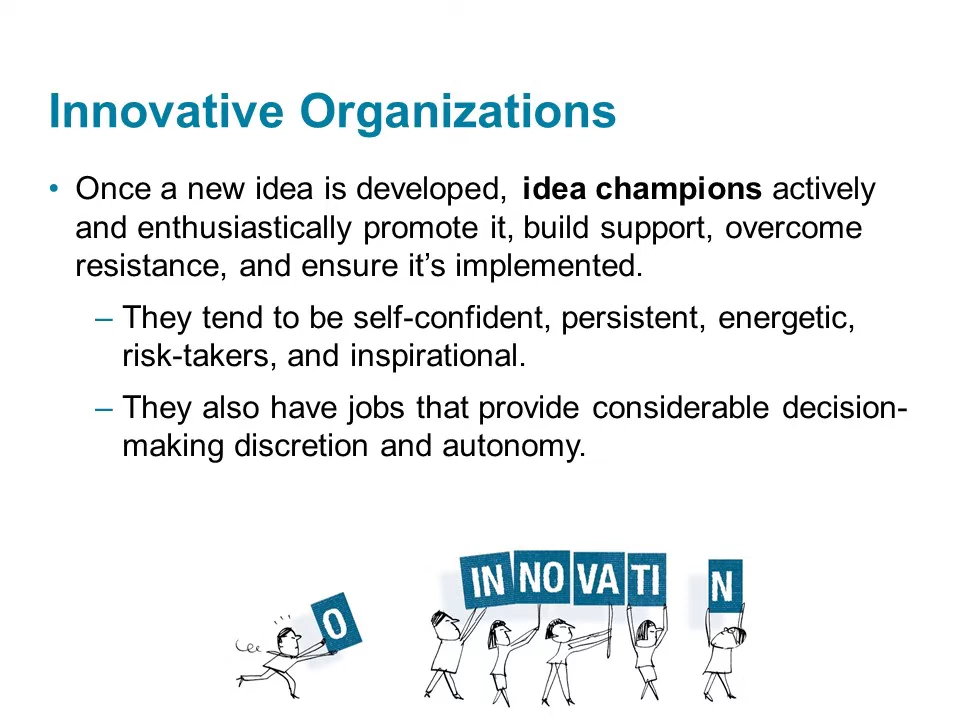 Innovative Organizations
• Once a new idea is developed, idea champions actively
and enthusiastically promote it, build support, overcome
resistance, and ensure it’s implemented.
– They tend to be self-confident, persistent, energetic,
risk-takers, and inspirational.
– They also have jobs that provide considerable decision-
making discretion and autonomy.
IN NO VA TI N
O